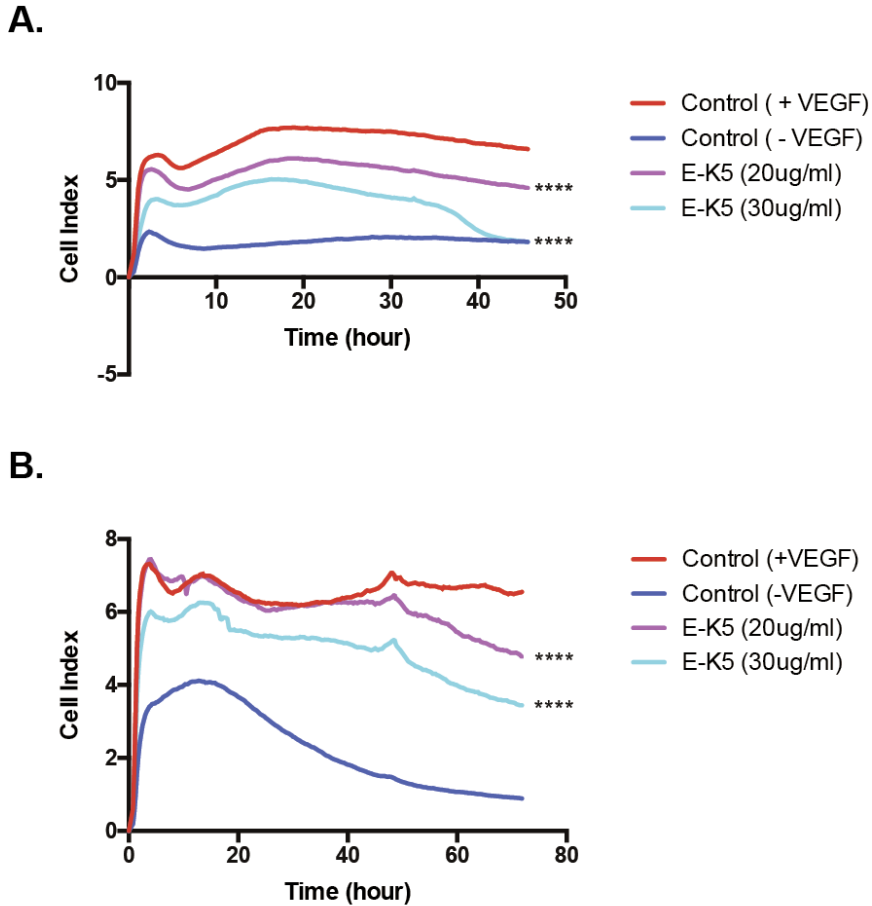 A.
10
5
0
-5
Cell Index
10 20 30 40 50
Time (hour)
Control ( + VEGF)
Control ( - VEGF)
E-K5 (20ug/ml)
E-K5 (30ug/ml)
****
****
B.
8
6
4
2
0
Cell Index
0 20 40 60 80
Time (hour)
Control (+VEGF)
Control (-VEGF)
E-K5 (20ug/ml)
E-K5 (30ug/ml)
****
****